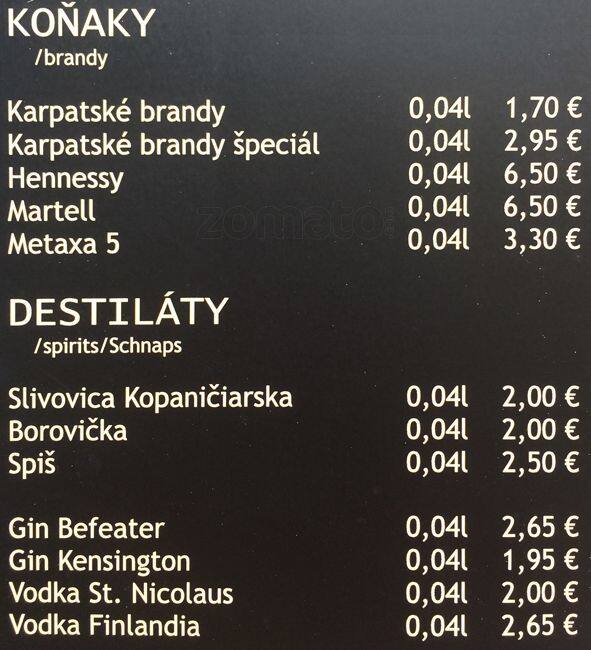 KOŇAKY
/brandy
Karpatské brandy 0,04l 1,70 €
Karpatské brandy špeciál 0,04l 2,95 €
Hennessy 0,04l 6,50 €
Martell 0,04l 6,50 €
Metaxa 5 0,04l 3,30 €
zomato
DESTILÁTY
/spirits/Schnaps
Slivovica Kopaničiarska 0,04l 2,00 €
Borovička 0,04l 2,00 €
Spiš 0,04l 2,50 €
Gin Befeater 0,04l 2,65 €
Gin Kensington 0,04l 1,95 €
Vodka St. Nicolaus 0,04l 2,00 €
Vodka Finlandia 0,04l 2,65 €